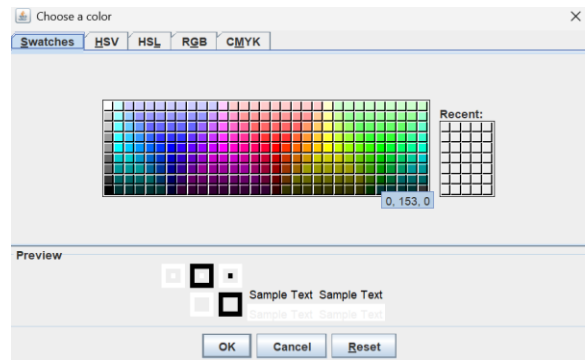 Choose a color
Swatches HSV HSL RGB CMYK
Recent:
0, 153, 0
Preview
Sample Text Sample Text
Sample Text Sample Text
OK Cancel Reset